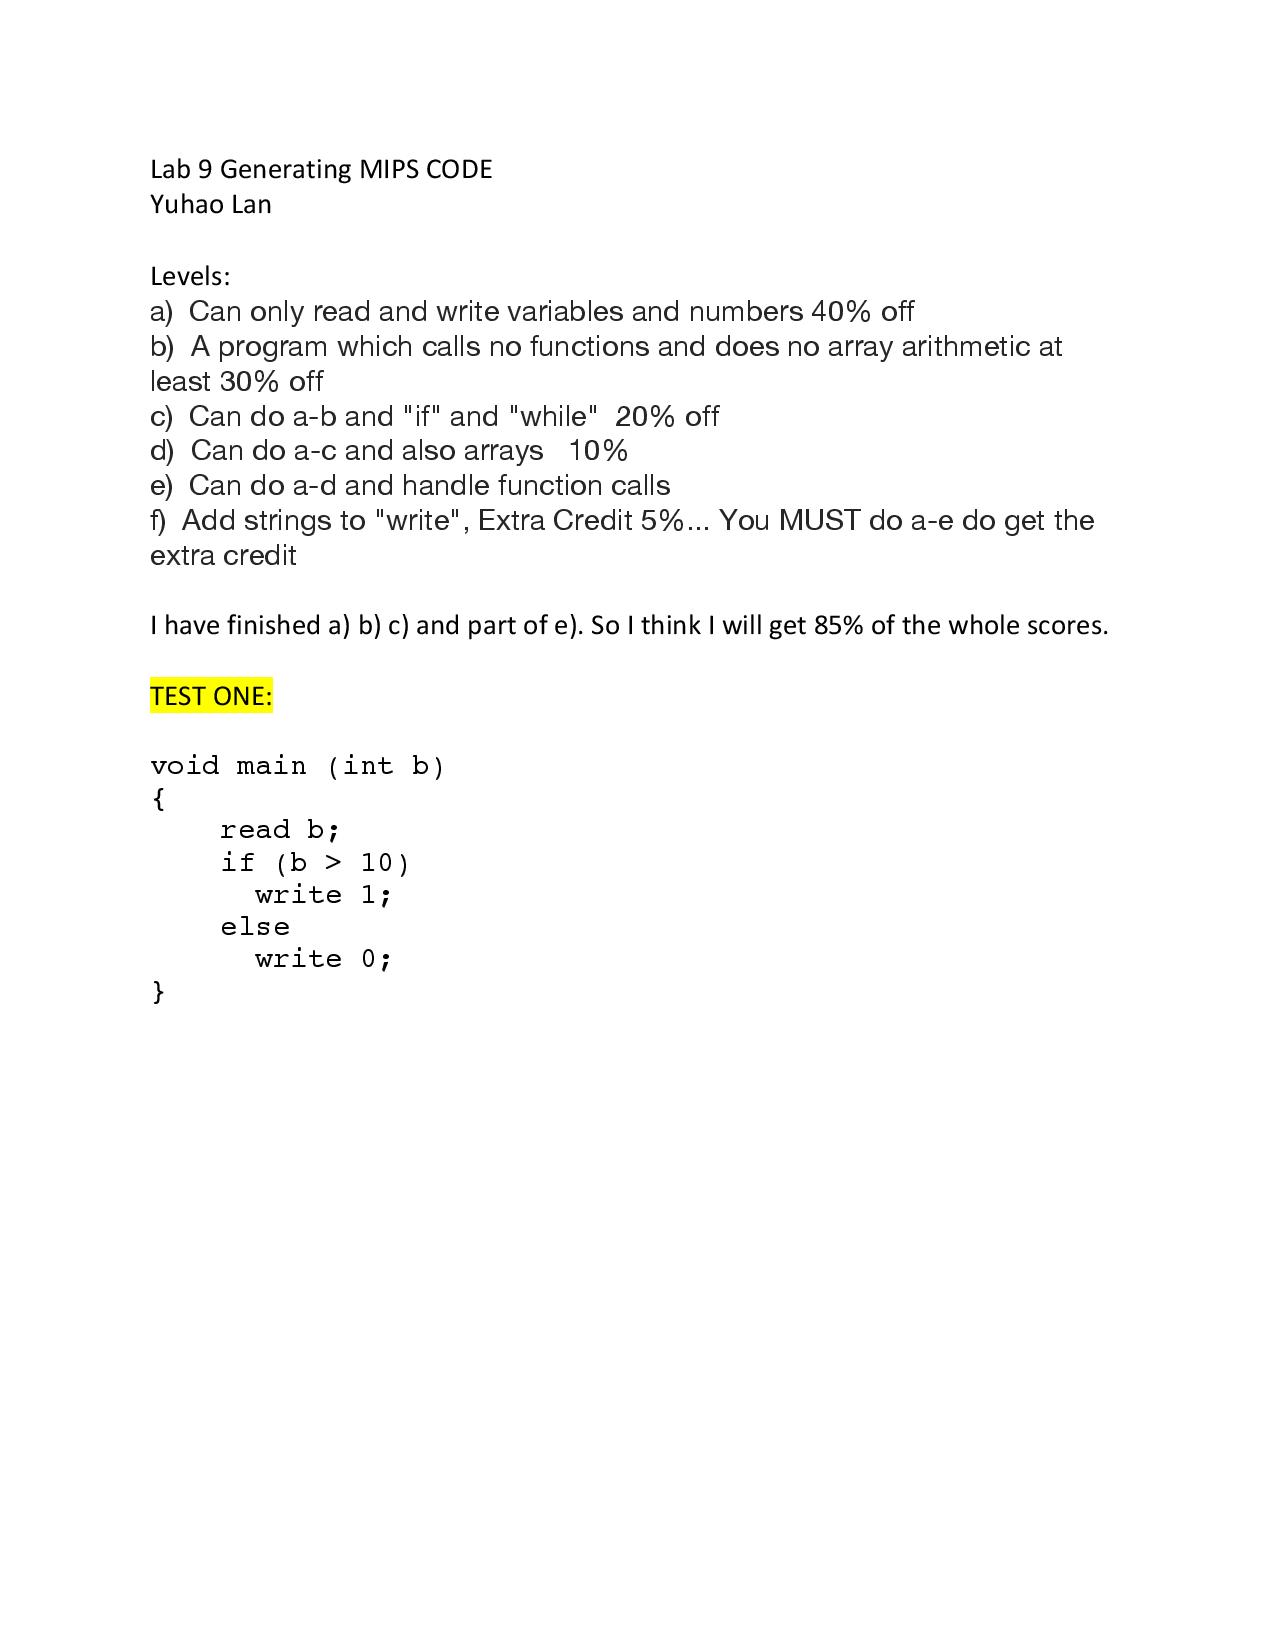 Lab 9 Generating MIPS CODE
Yuhao Lan
Levels:
a)  Can only read and write variables and numbers 40% off
b)  A program which calls no functions and does no array arithmetic at
least 30% off
c)  Can do a-b and "if" and "while"  20% off
d)  Can do a-c and also arrays   10%
e)  Can do a-d and handle function calls
f)  Add strings to "write", Extra Credit 5%... You MUST do a-e do get the
extra credit
I have finished a) b) c) and part of e). So I think I will get 85% of the whole scores.
TEST ONE:
void main (int b)
{
    read b;
    if (b > 10)
      write 1;
    else
      write 0;
}